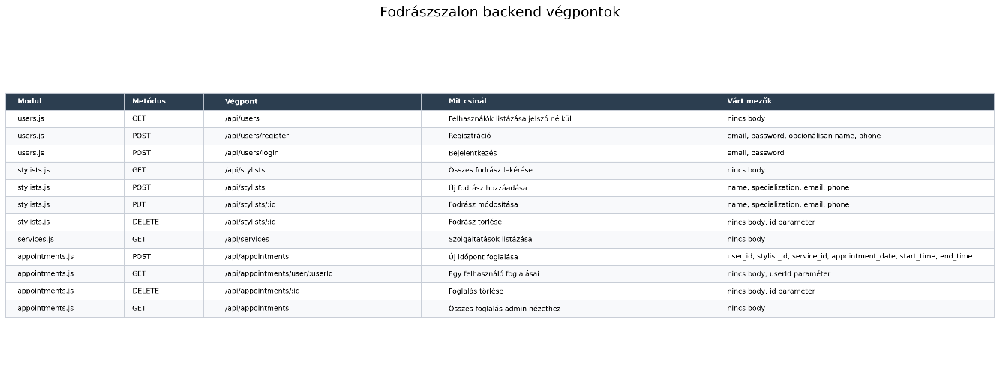 Fodrászszalon backend végpontok
Modul Metódus Végpont Mit csinál Várt mezők
users.js GET /api/users Felhasználók listázása jelszó nélkül nincs body
users.js POST /api/users/register Regisztráció email, password, opcionálisan name, phone
users.js POST /api/users/login Bejelentkezés email, password
stylists.js GET /api/stylists Összes fodrász lekérése nincs body
stylists.js POST /api/stylists Új fodrász hozzáadása name, specialization, email, phone
stylists.js PUT /api/stylists/:id Fodrász módosítása name, specialization, email, phone
stylists.js DELETE /api/stylists/:id Fodrász törlése nincs body, id paraméter
services.js GET /api/services Szolgáltatások listázása nincs body
appointments.js POST /api/appointments Új időpont foglalása user_id, stylist_id, service_id, appointment_date, start_time, end_time
appointments.js GET /api/appointments/user/:userId Egy felhasználó foglalásai nincs body, userId paraméter
appointments.js DELETE /api/appointments/:id Foglalás törlése nincs body, id paraméter
appointments.js GET /api/appointments Összes foglalás admin nézethez nincs body